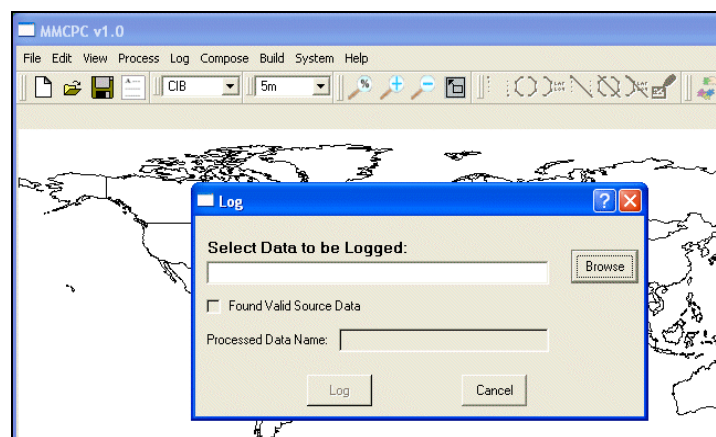 MMCPC v1.0
File Edit View Process Log Compose Build System Help
CIB 5m
Log
Select Data to be Logged:
Browse
Found Valid Source Data
Processed Data Name:
Log Cancel